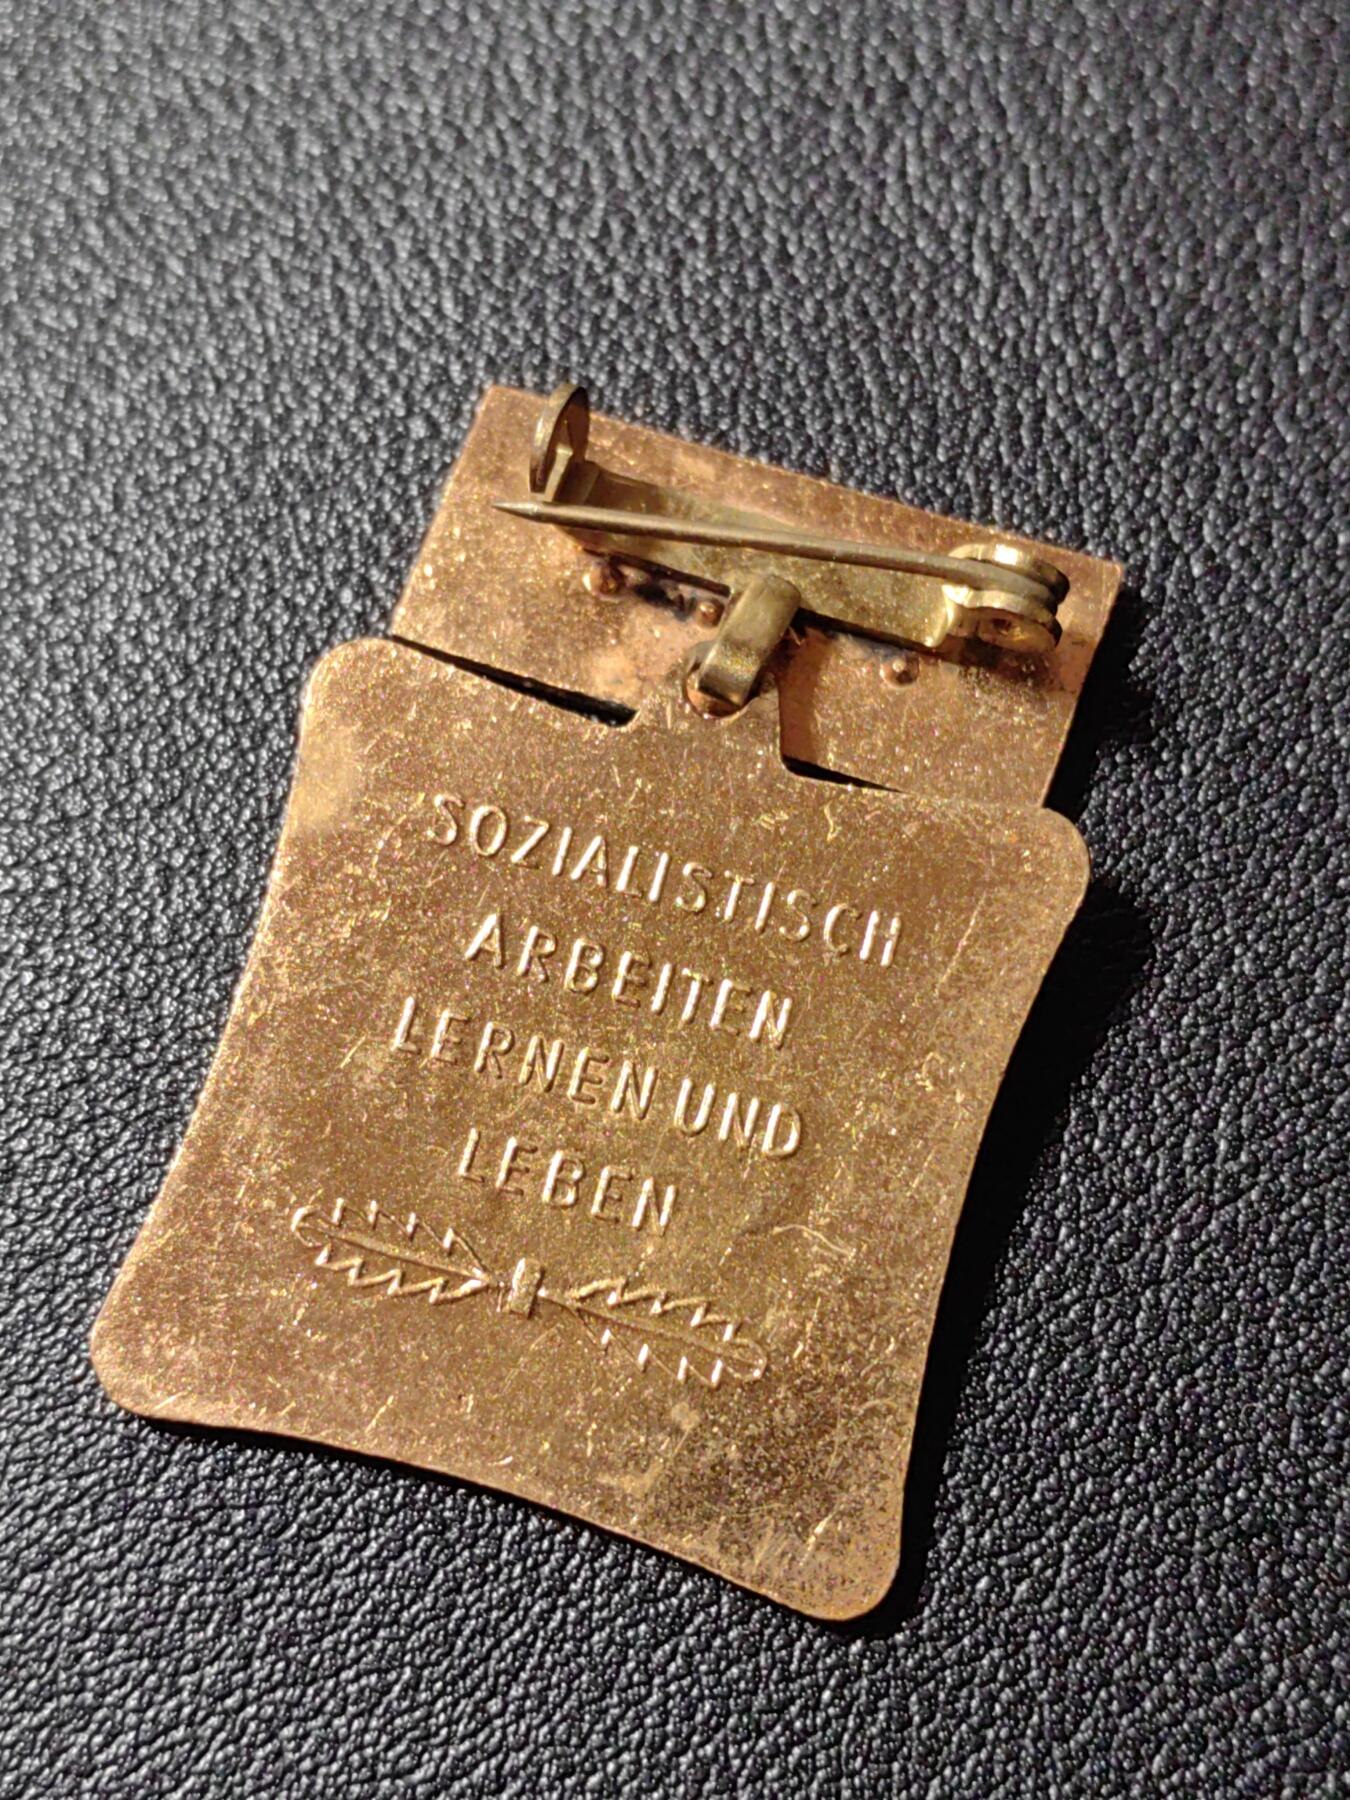 SOZIALISTISCH
ARBEITEN
LERNEN UND
LEBEN